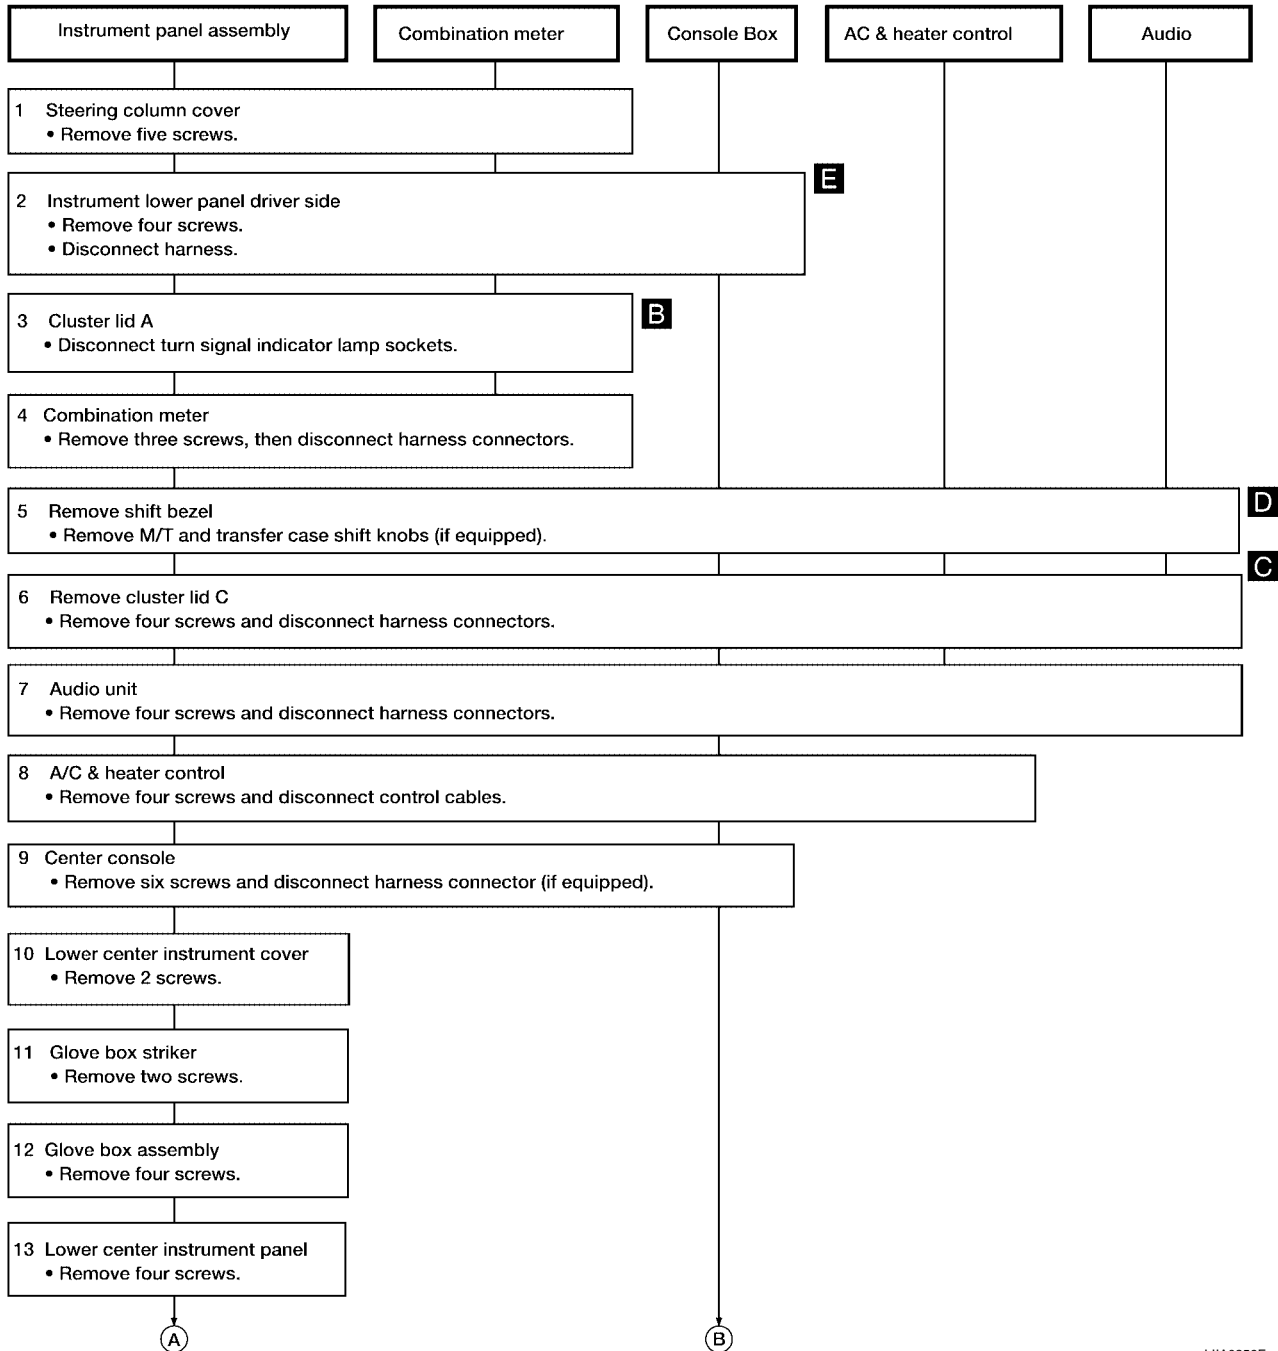 Instrument panel assembly
Combination meter
Console Box
AC & heater control
Audio
1 Steering column cover
• Remove five screws.
E
2 Instrument lower panel driver side
• Remove four screws.
• Disconnect harness.
B
3 Cluster lid A
• Disconnect turn signal indicator lamp sockets.
4 Combination meter
• Remove three screws, then disconnect harness connectors.
D
5 Remove shift bezel
• Remove M/T and transfer case shift knobs (if equipped).
C
6 Remove cluster lid C
• Remove four screws and disconnect harness connectors.
7 Audio unit
• Remove four screws and disconnect harness connectors.
8 A/C & heater control
• Remove four screws and disconnect control cables.
9 Center console
• Remove six screws and disconnect harness connector (if equipped).
10 Lower center instrument cover
• Remove 2 screws.
11 Glove box striker
• Remove two screws.
12 Glove box assembly
• Remove four screws.
13 Lower center instrument panel
• Remove four screws.
A
B